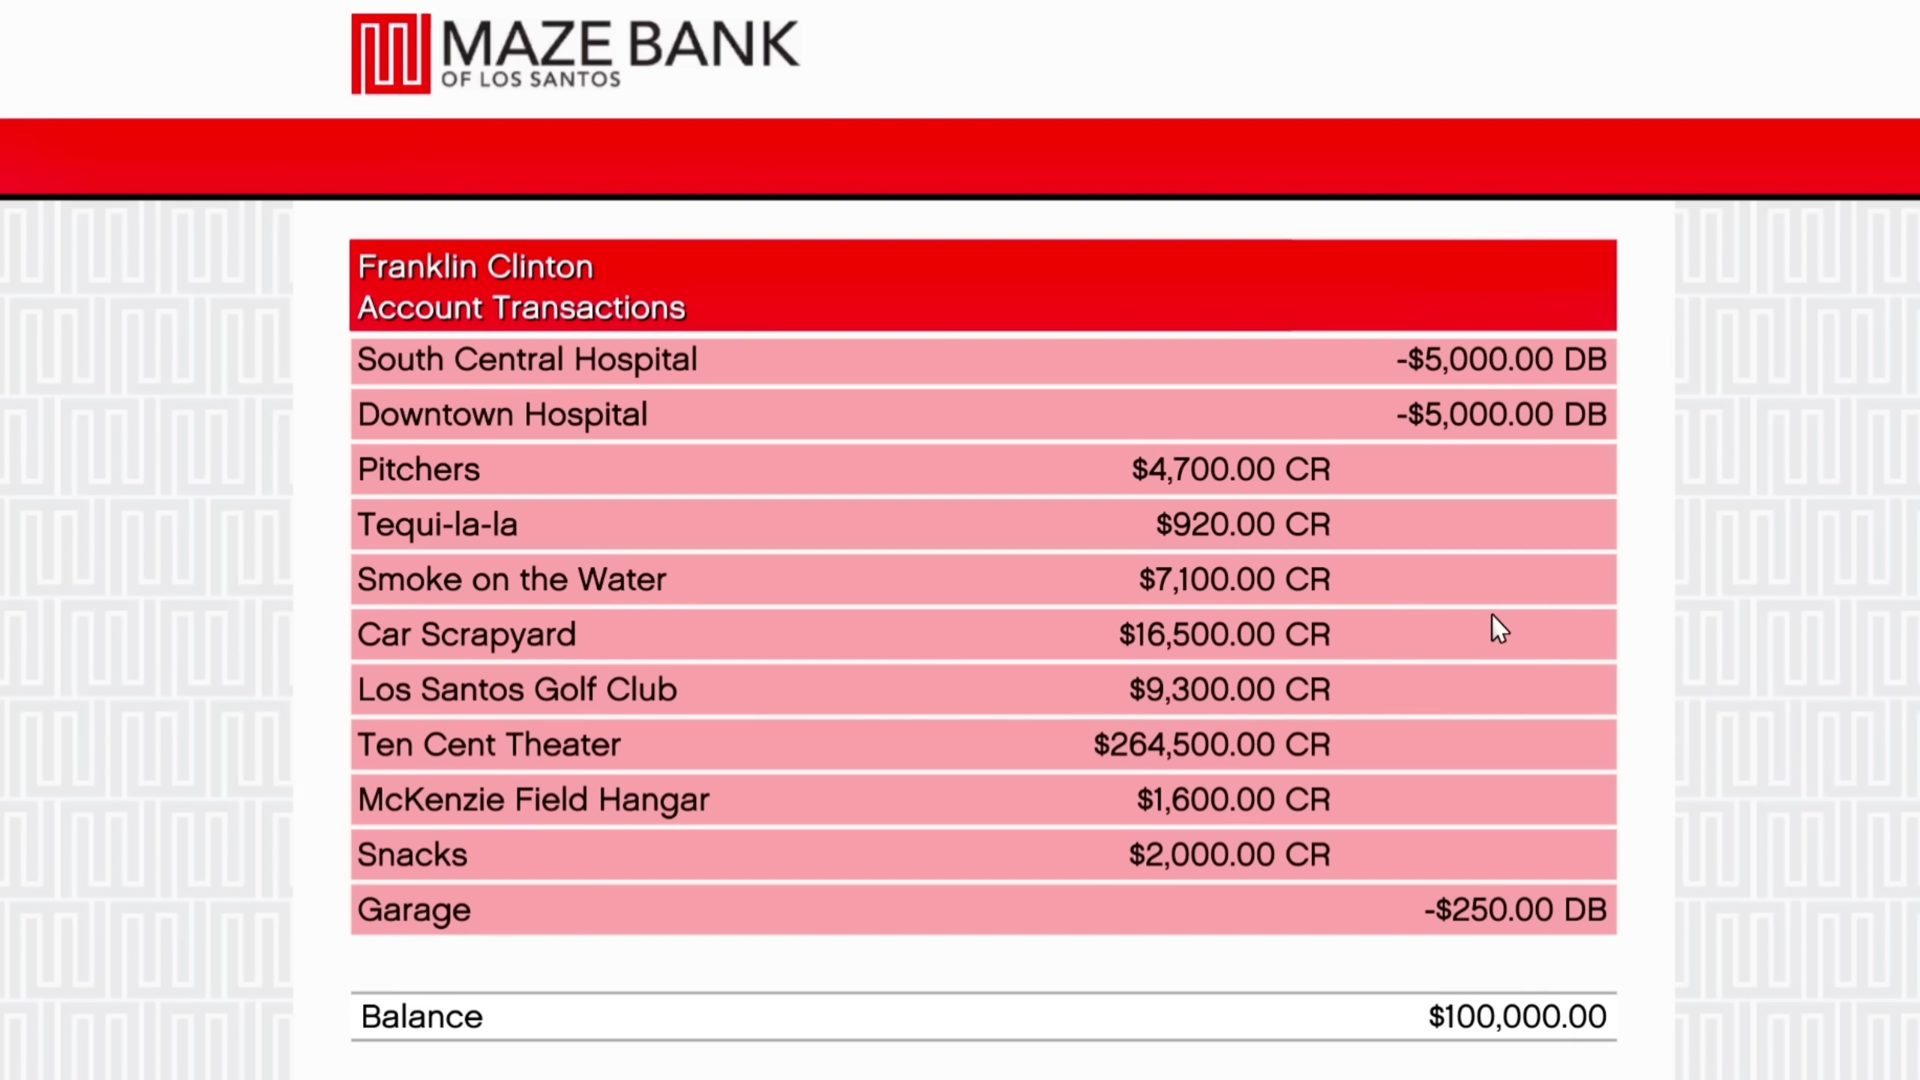 MAZE BANK
OF LOS SANTOS
Franklin Clinton
Account Transactions
South Central Hospital -$5,000.00 DB
Downtown Hospital -$5,000.00 DB
Pitchers $4,700.00 CR
Tequi-la-la $920.00 CR
Smoke on the Water $7,100.00 CR
Car Scrapyard $16,500.00 CR
Los Santos Golf Club $9,300.00 CR
Ten Cent Theater $264,500.00 CR
McKenzie Field Hangar $1,600.00 CR
Snacks $2,000.00 CR
Garage -$250.00 DB
Balance $100,000.00